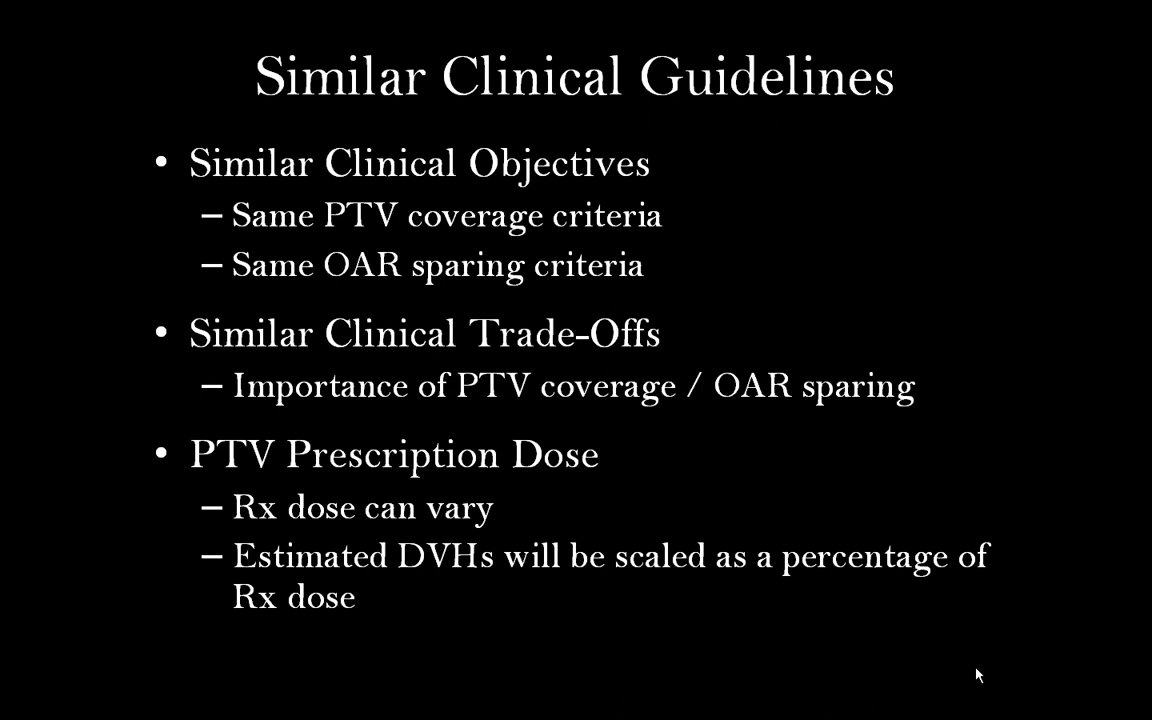 Similar Clinical Guidelines
• Similar Clinical Objectives
– Same PTV coverage criteria
– Same OAR sparing criteria
• Similar Clinical Trade-Offs
– Importance of PTV coverage / OAR sparing
• PTV Prescription Dose
– Rx dose can vary
– Estimated DVHs will be scaled as a percentage of
Rx dose